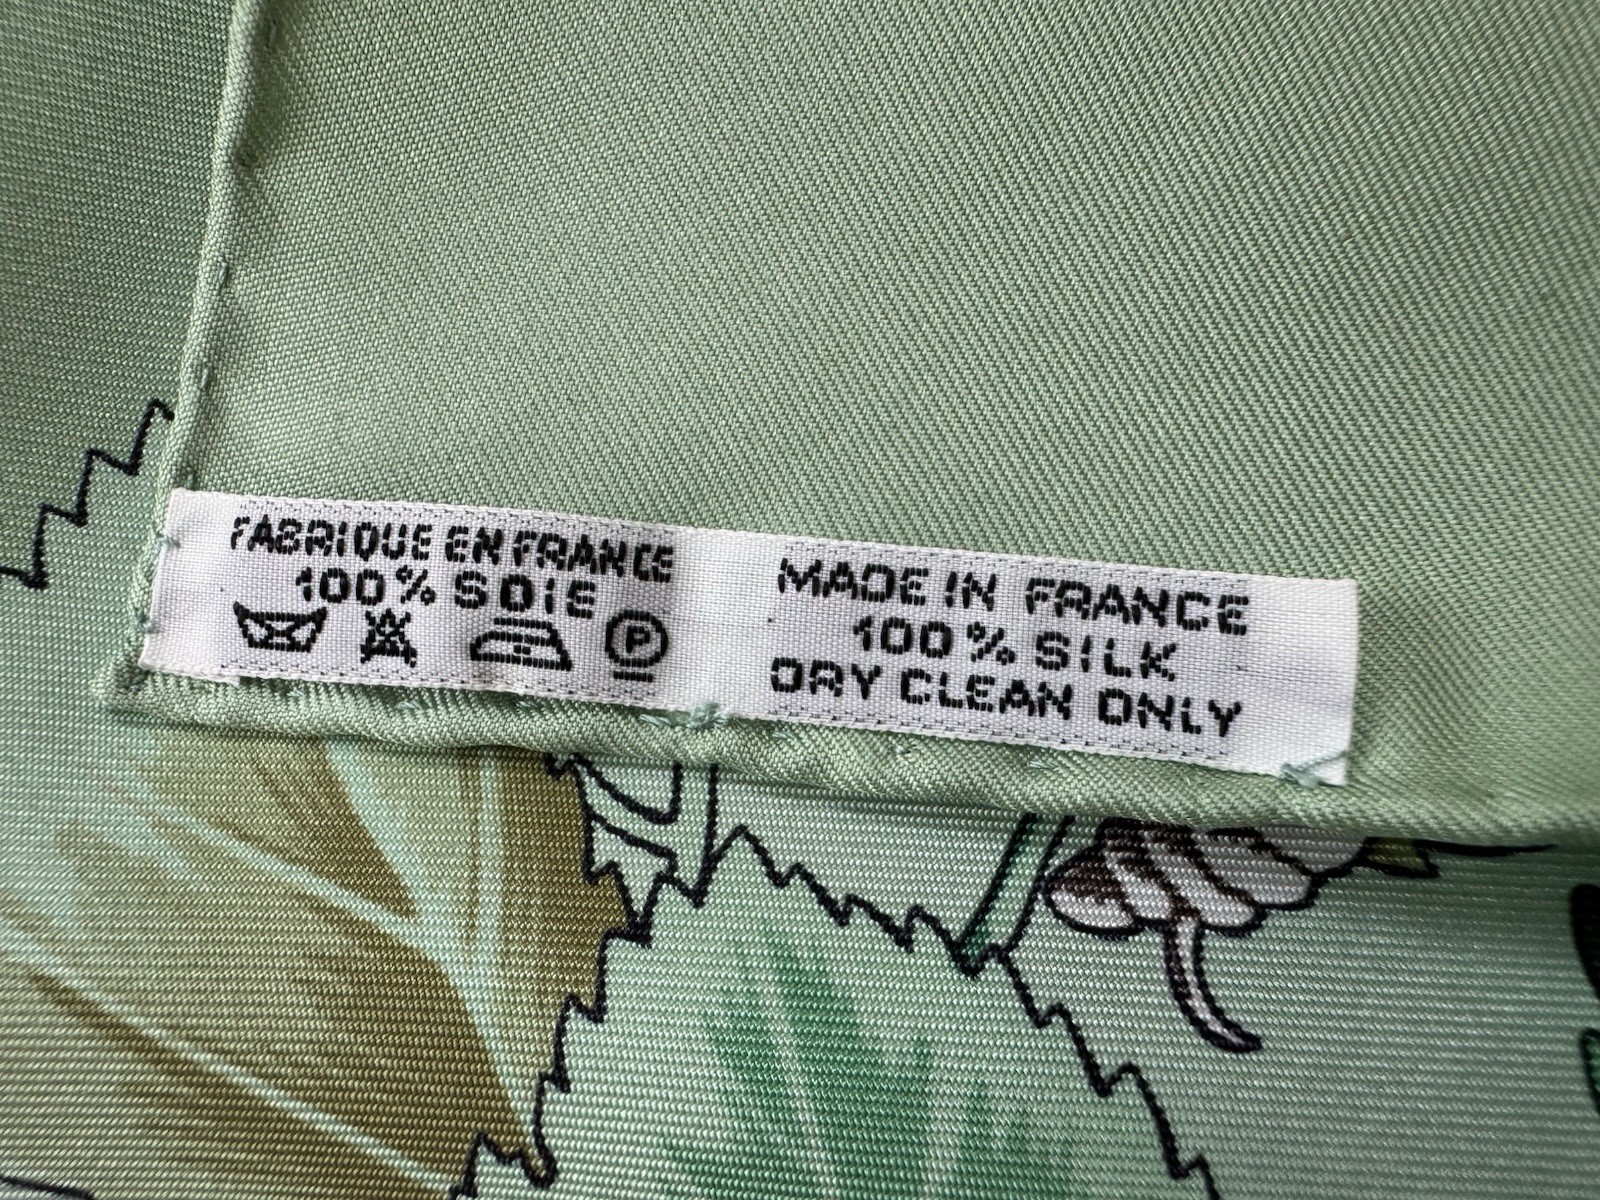 FABRIQUE EN FRANCE
100% SOIE
P
MADE IN FRANCE
100% SILK
DRY CLEAN ONLY